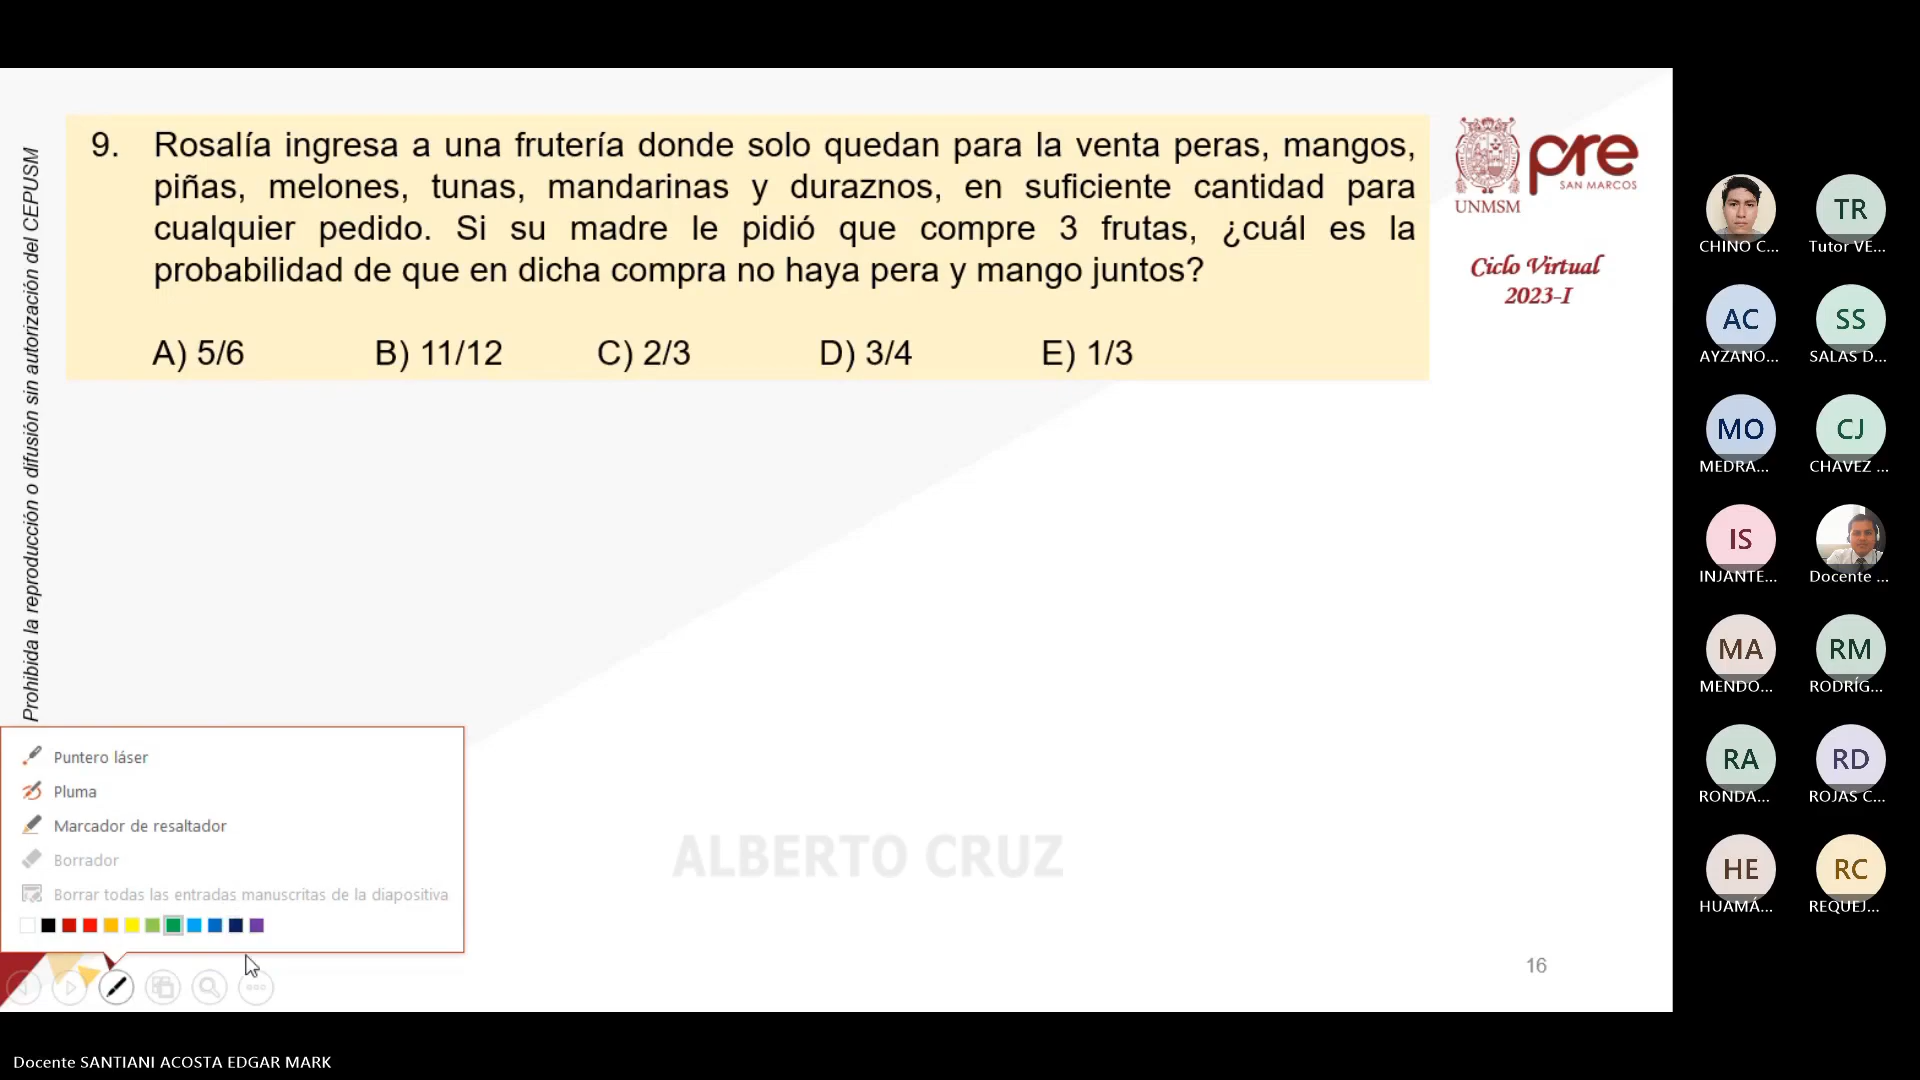 9. Rosalía ingresa a una frutería donde solo quedan para la venta peras, mangos,
piñas, melones, tunas, mandarinas y duraznos, en suficiente cantidad para
cualquier pedido. Si su madre le pidió que compre 3 frutas, ¿cuál es la
probabilidad de que en dicha compra no haya pera y mango juntos?
A) 5/6 B) 11/12 C) 2/3 D) 3/4 E) 1/3
UNMSM
pre
SAN MARCOS
Ciclo Virtual
2023-I
Prohibida la reproducción o difusión sin autorización del CEPUSM
Puntero láser
Pluma
Marcador de resaltador
Borrador
Borrar todas las entradas manuscritas de la diapositiva
ALBERTO CRUZ
16
CHINO C...
TR
Tutor VE...
AC
AYZANO...
SS
SALAS D...
MO
MEDRA...
CJ
CHAVEZ ...
IS
INJANTE...
Docente ...
MA
MENDO...
RM
RODRÍG...
RA
RONDA...
RD
ROJAS C...
HE
HUAMÁ...
RC
REQUEJ...
Docente SANTIANI ACOSTA EDGAR MARK